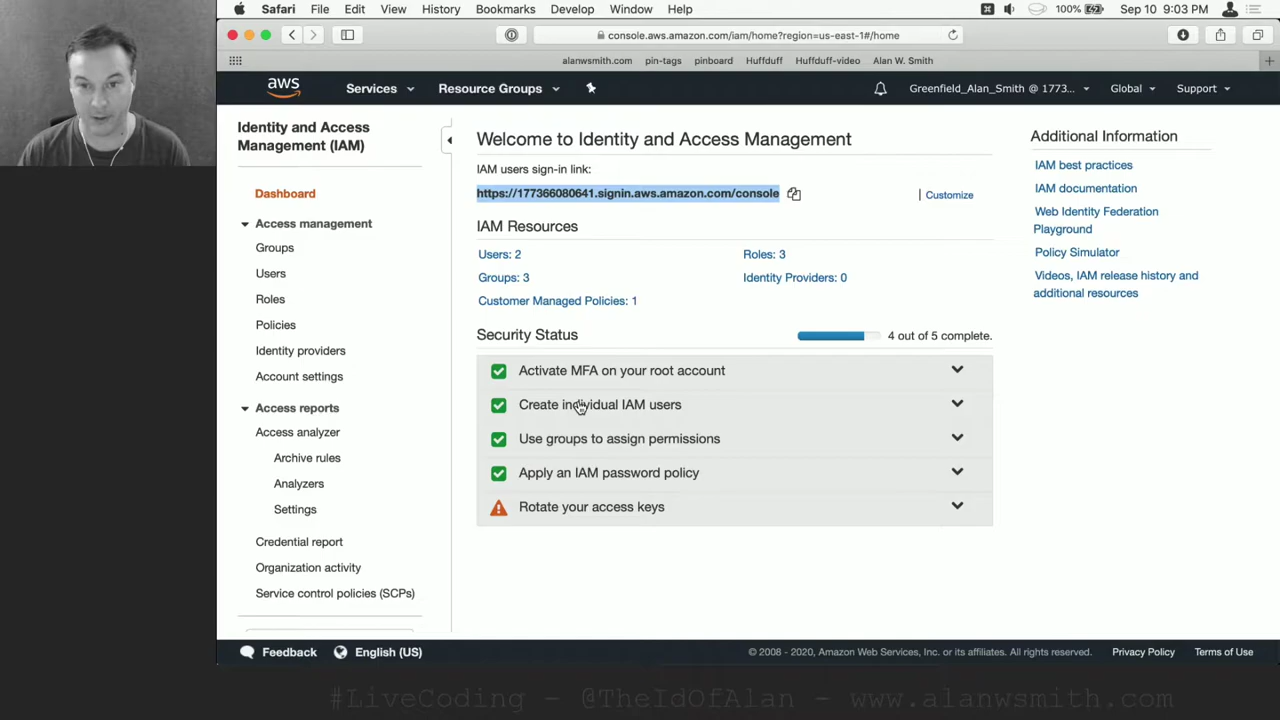 Safari File Edit View History Bookmarks Develop Window Help 100% Sep 10 9:03 PM
console.aws.amazon.com/iam/home?region=us-east-1#/home
alanwsmith.com pin-tags pinboard Huffduff Huffduff-video Alan W. Smith
aws Services Resource Groups Greenfield_Alan_Smith @ 1773... Global Support
Identity and Access
Management (IAM)
Dashboard
Access management
Groups
Users
Roles
Policies
Identity providers
Account settings
Access reports
Access analyzer
Archive rules
Analyzers
Settings
Credential report
Organization activity
Service control policies (SCPs)
Welcome to Identity and Access Management
IAM users sign-in link:
https://177366080641.signin.aws.amazon.com/console
Customize
IAM Resources
Users: 2
Roles: 3
Groups: 3
Identity Providers: 0
Customer Managed Policies: 1
Security Status
4 out of 5 complete.
Activate MFA on your root account
Create individual IAM users
Use groups to assign permissions
Apply an IAM password policy
Rotate your access keys
Additional Information
IAM best practices
IAM documentation
Web Identity Federation
Playground
Policy Simulator
Videos, IAM release history and
additional resources
Feedback English (US) © 2008 - 2020, Amazon Web Services, Inc. or its affiliates. All rights reserved. Privacy Policy Terms of Use
#LiveCoding - @TheIdOfAlan - www.alanwsmith.com